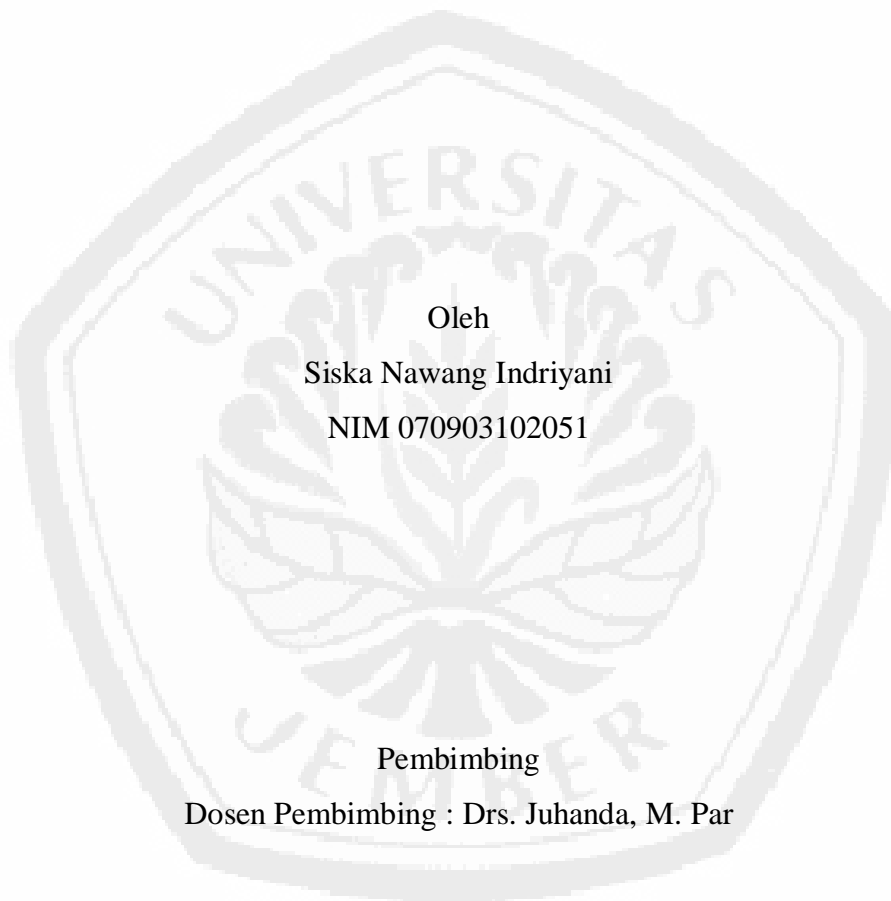 UNIVERSITAS
Oleh
Siska Nawang Indriyani
NIM 070903102051
Pembimbing
Dosen Pembimbing : Drs. Juhanda, M. Par
JEMBER